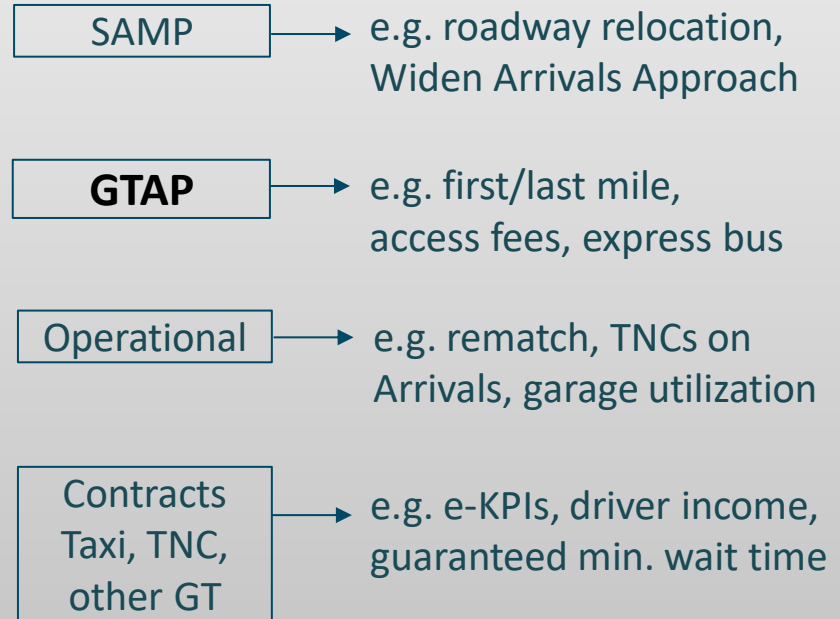 SAMP
e.g. roadway relocation,
Widen Arrivals Approach
GTAP
e.g. first/last mile,
access fees, express bus
Operational
e.g. rematch, TNCs on
Arrivals, garage utilization
Contracts
Taxi, TNC,
other GT
e.g. e-KPIs, driver income,
guaranteed min. wait time